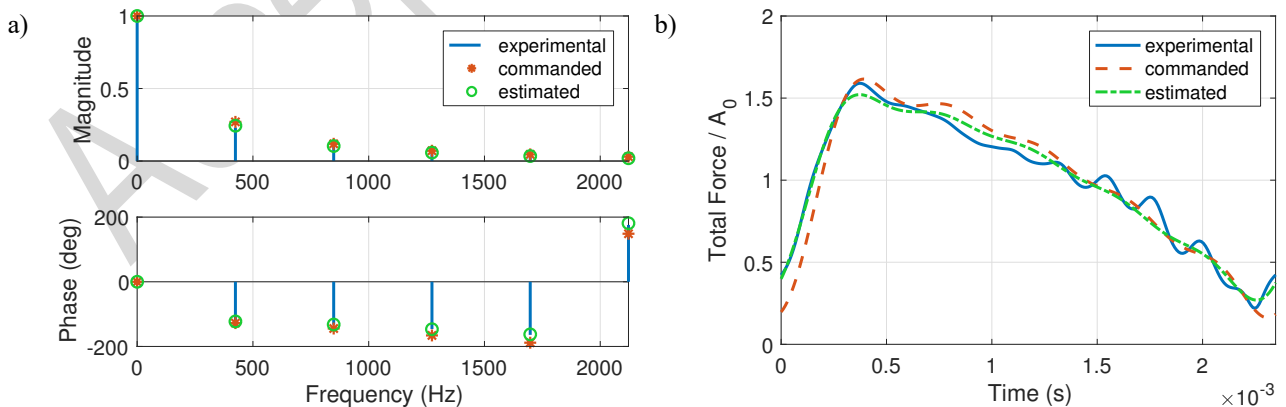 a)
Magnitude
1
0.5
0
0 500 1000 1500 2000
experimental
commanded
estimated
Phase (deg)
200
0
-200
0 500 1000 1500 2000
Frequency (Hz)
b)
Total Force / A0
2
1.5
1
0.5
0
0 0.5 1 1.5 2
×10-3
Time (s)
experimental
commanded
estimated